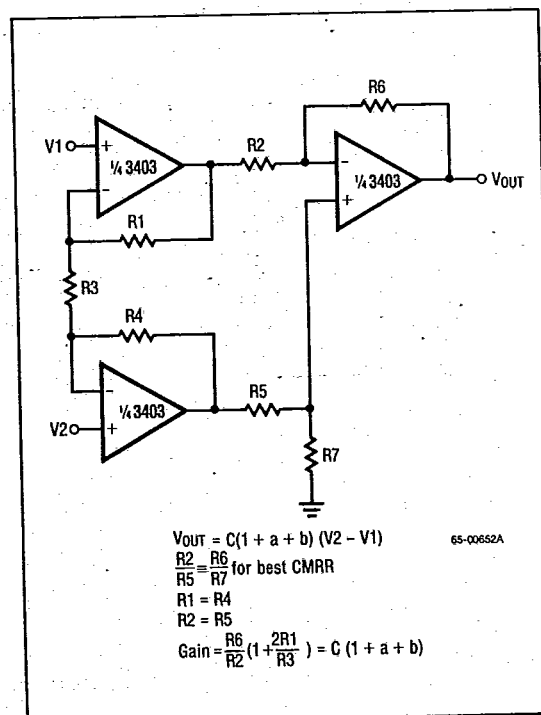 R6
R2
V1
+
¼ 3403
-
-
¼ 3403
+
VOUT
R1
R3
R4
-
¼ 3403
V2
+
R5
R7
VOUT = C(1 + a + b) (V2 – V1)
65-00652A
R2/R5 ≡ R6/R7 for best CMRR
R1 = R4
R2 = R5
Gain = R6/R2 (1+ 2R1/R3 ) = C (1 + a + b)